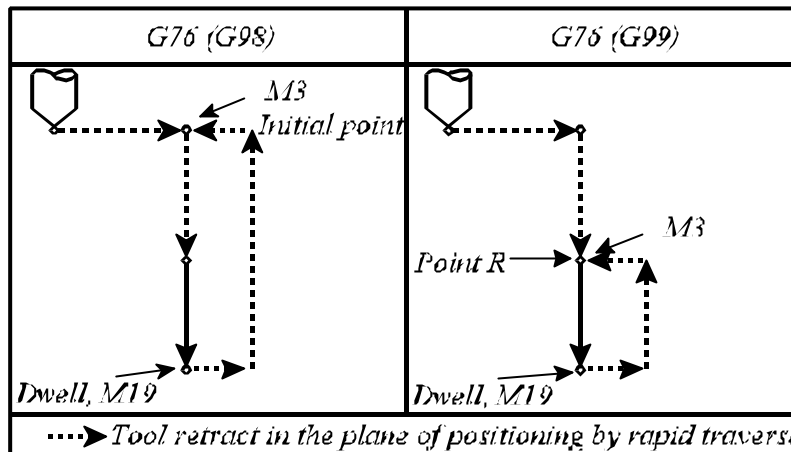 G76 (G98)
G76 (G99)
M3
Initial point
Dwell, M19
M3
Point R
Dwell, M19
Tool retract in the plane of positioning by rapid traverse